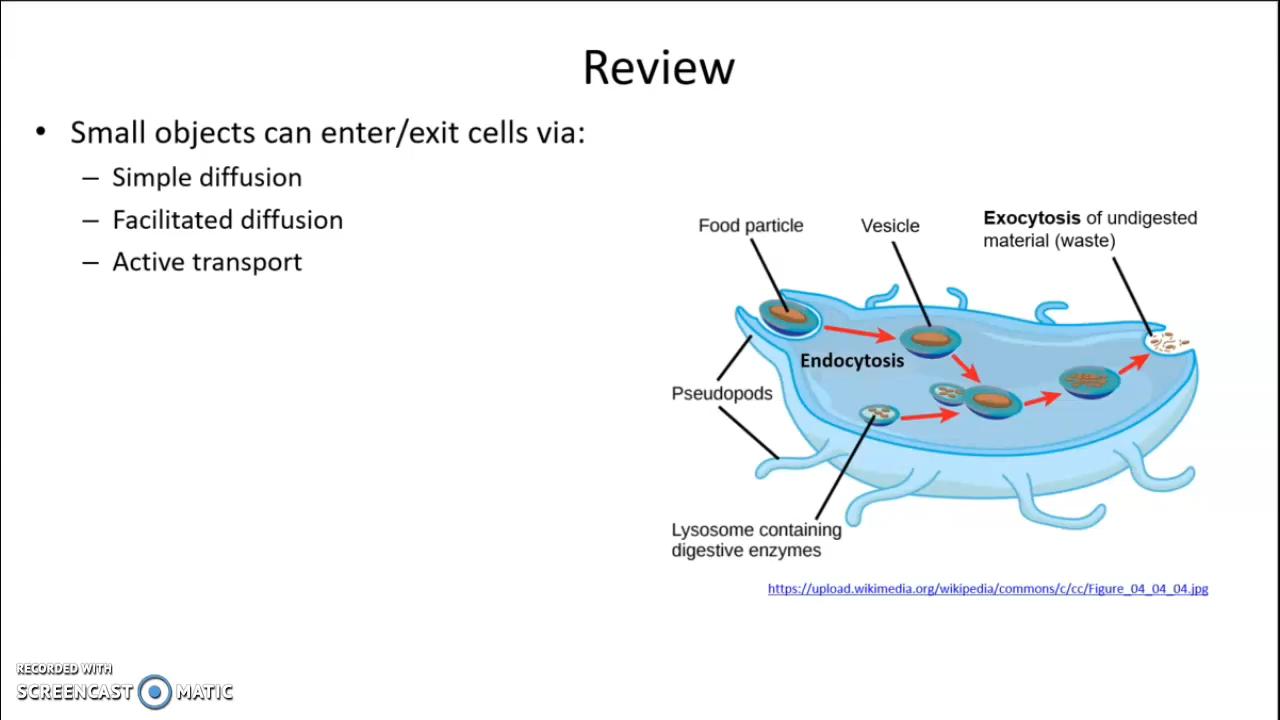 Review
• Small objects can enter/exit cells via:
– Simple diffusion
– Facilitated diffusion
– Active transport
Food particle
Vesicle
Exocytosis of undigested
material (waste)
Endocytosis
Pseudopods
Lysosome containing
digestive enzymes
https://upload.wikimedia.org/wikipedia/commons/c/cc/Figure_04_04_04.jpg
RECORDED WITH
SCREENCAST MATIC